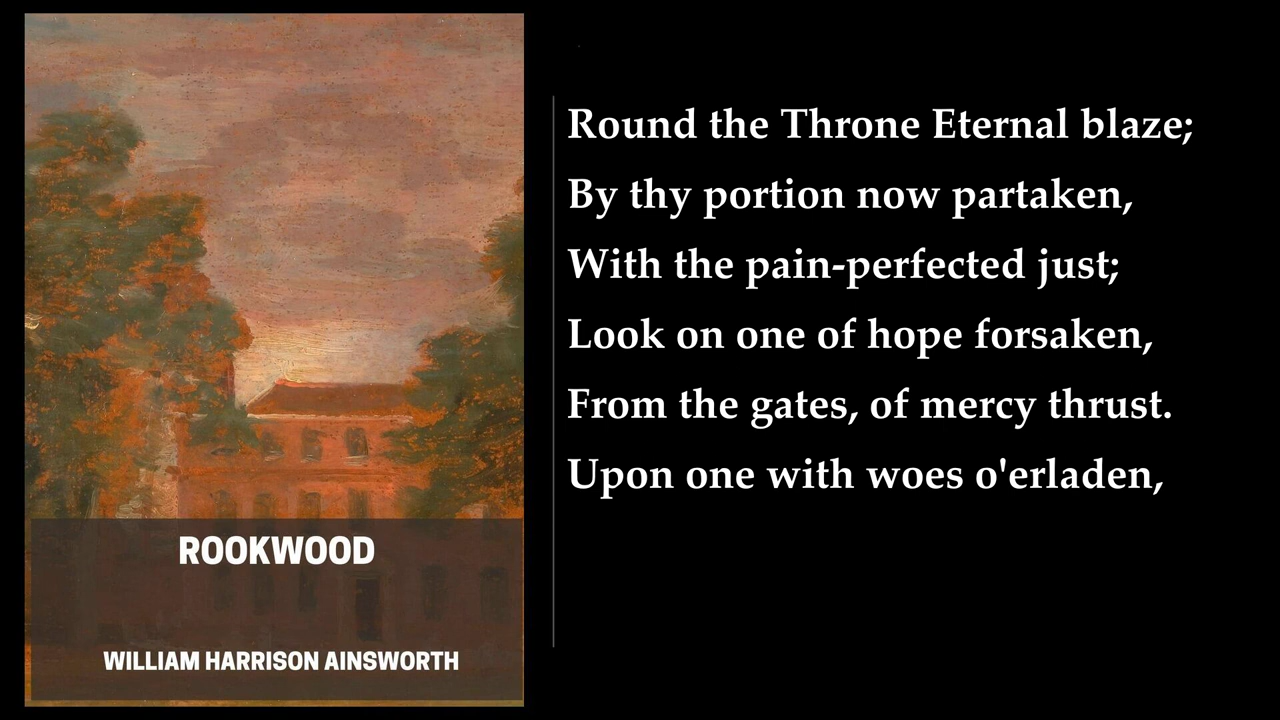 ROOKWOOD
WILLIAM HARRISON AINSWORTH
Round the Throne Eternal blaze;
By thy portion now partaken,
With the pain-perfected just;
Look on one of hope forsaken,
From the gates, of mercy thrust.
Upon one with woes o'erladen,